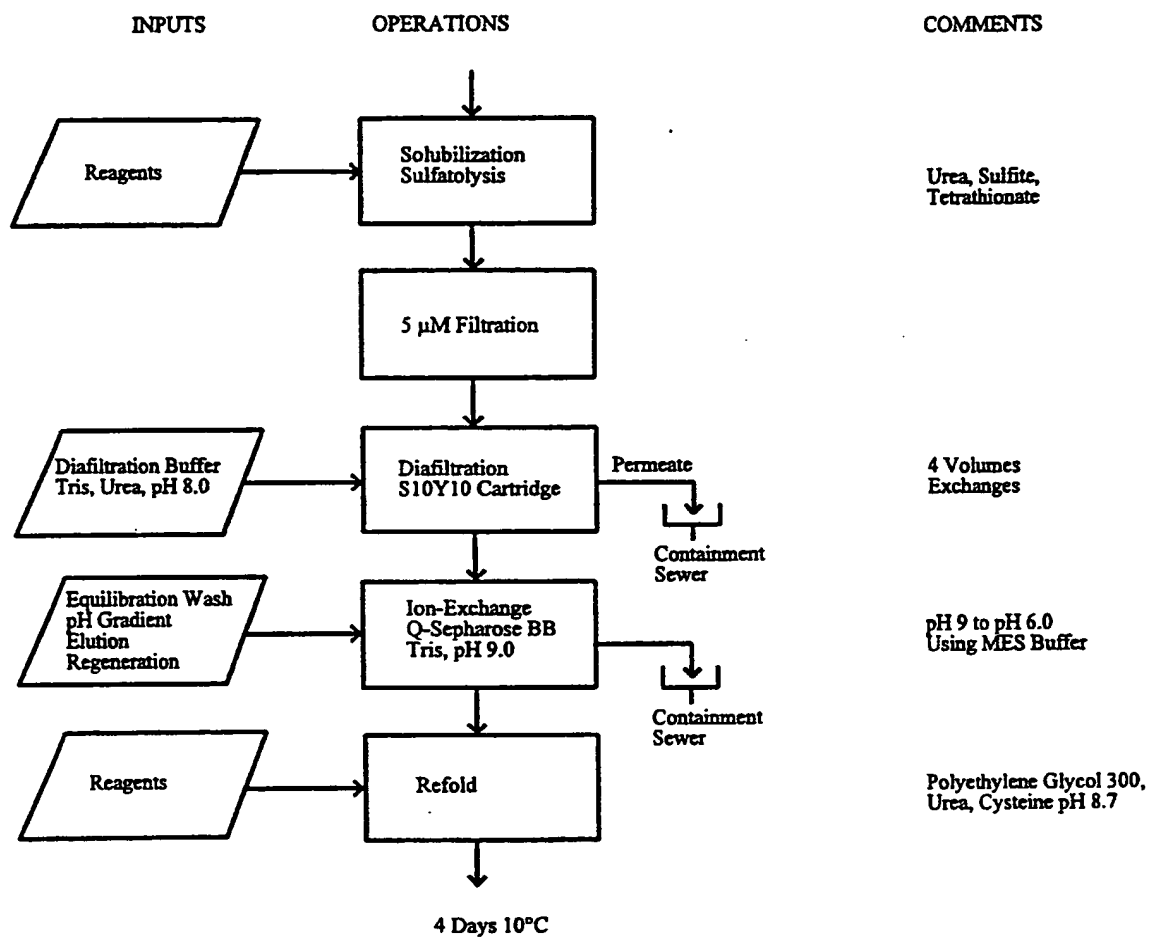 INPUTS
OPERATIONS
COMMENTS
Reagents
Solubilization
Sulfatolysis
Urea, Sulfite,
Tetrathionate
5 µM Filtration
Diafiltration Buffer
Tris, Urea, pH 8.0
Diafiltration
S10Y10 Cartridge
Permeate
Containment
Sewer
4 Volumes
Exchanges
Equilibration Wash
pH Gradient
Elution
Regeneration
Ion-Exchange
Q-Sepharose BB
Tris, pH 9.0
Containment
Sewer
pH 9 to pH 6.0
Using MES Buffer
Reagents
Refold
Polyethylene Glycol 300,
Urea, Cysteine pH 8.7
4 Days 10°C